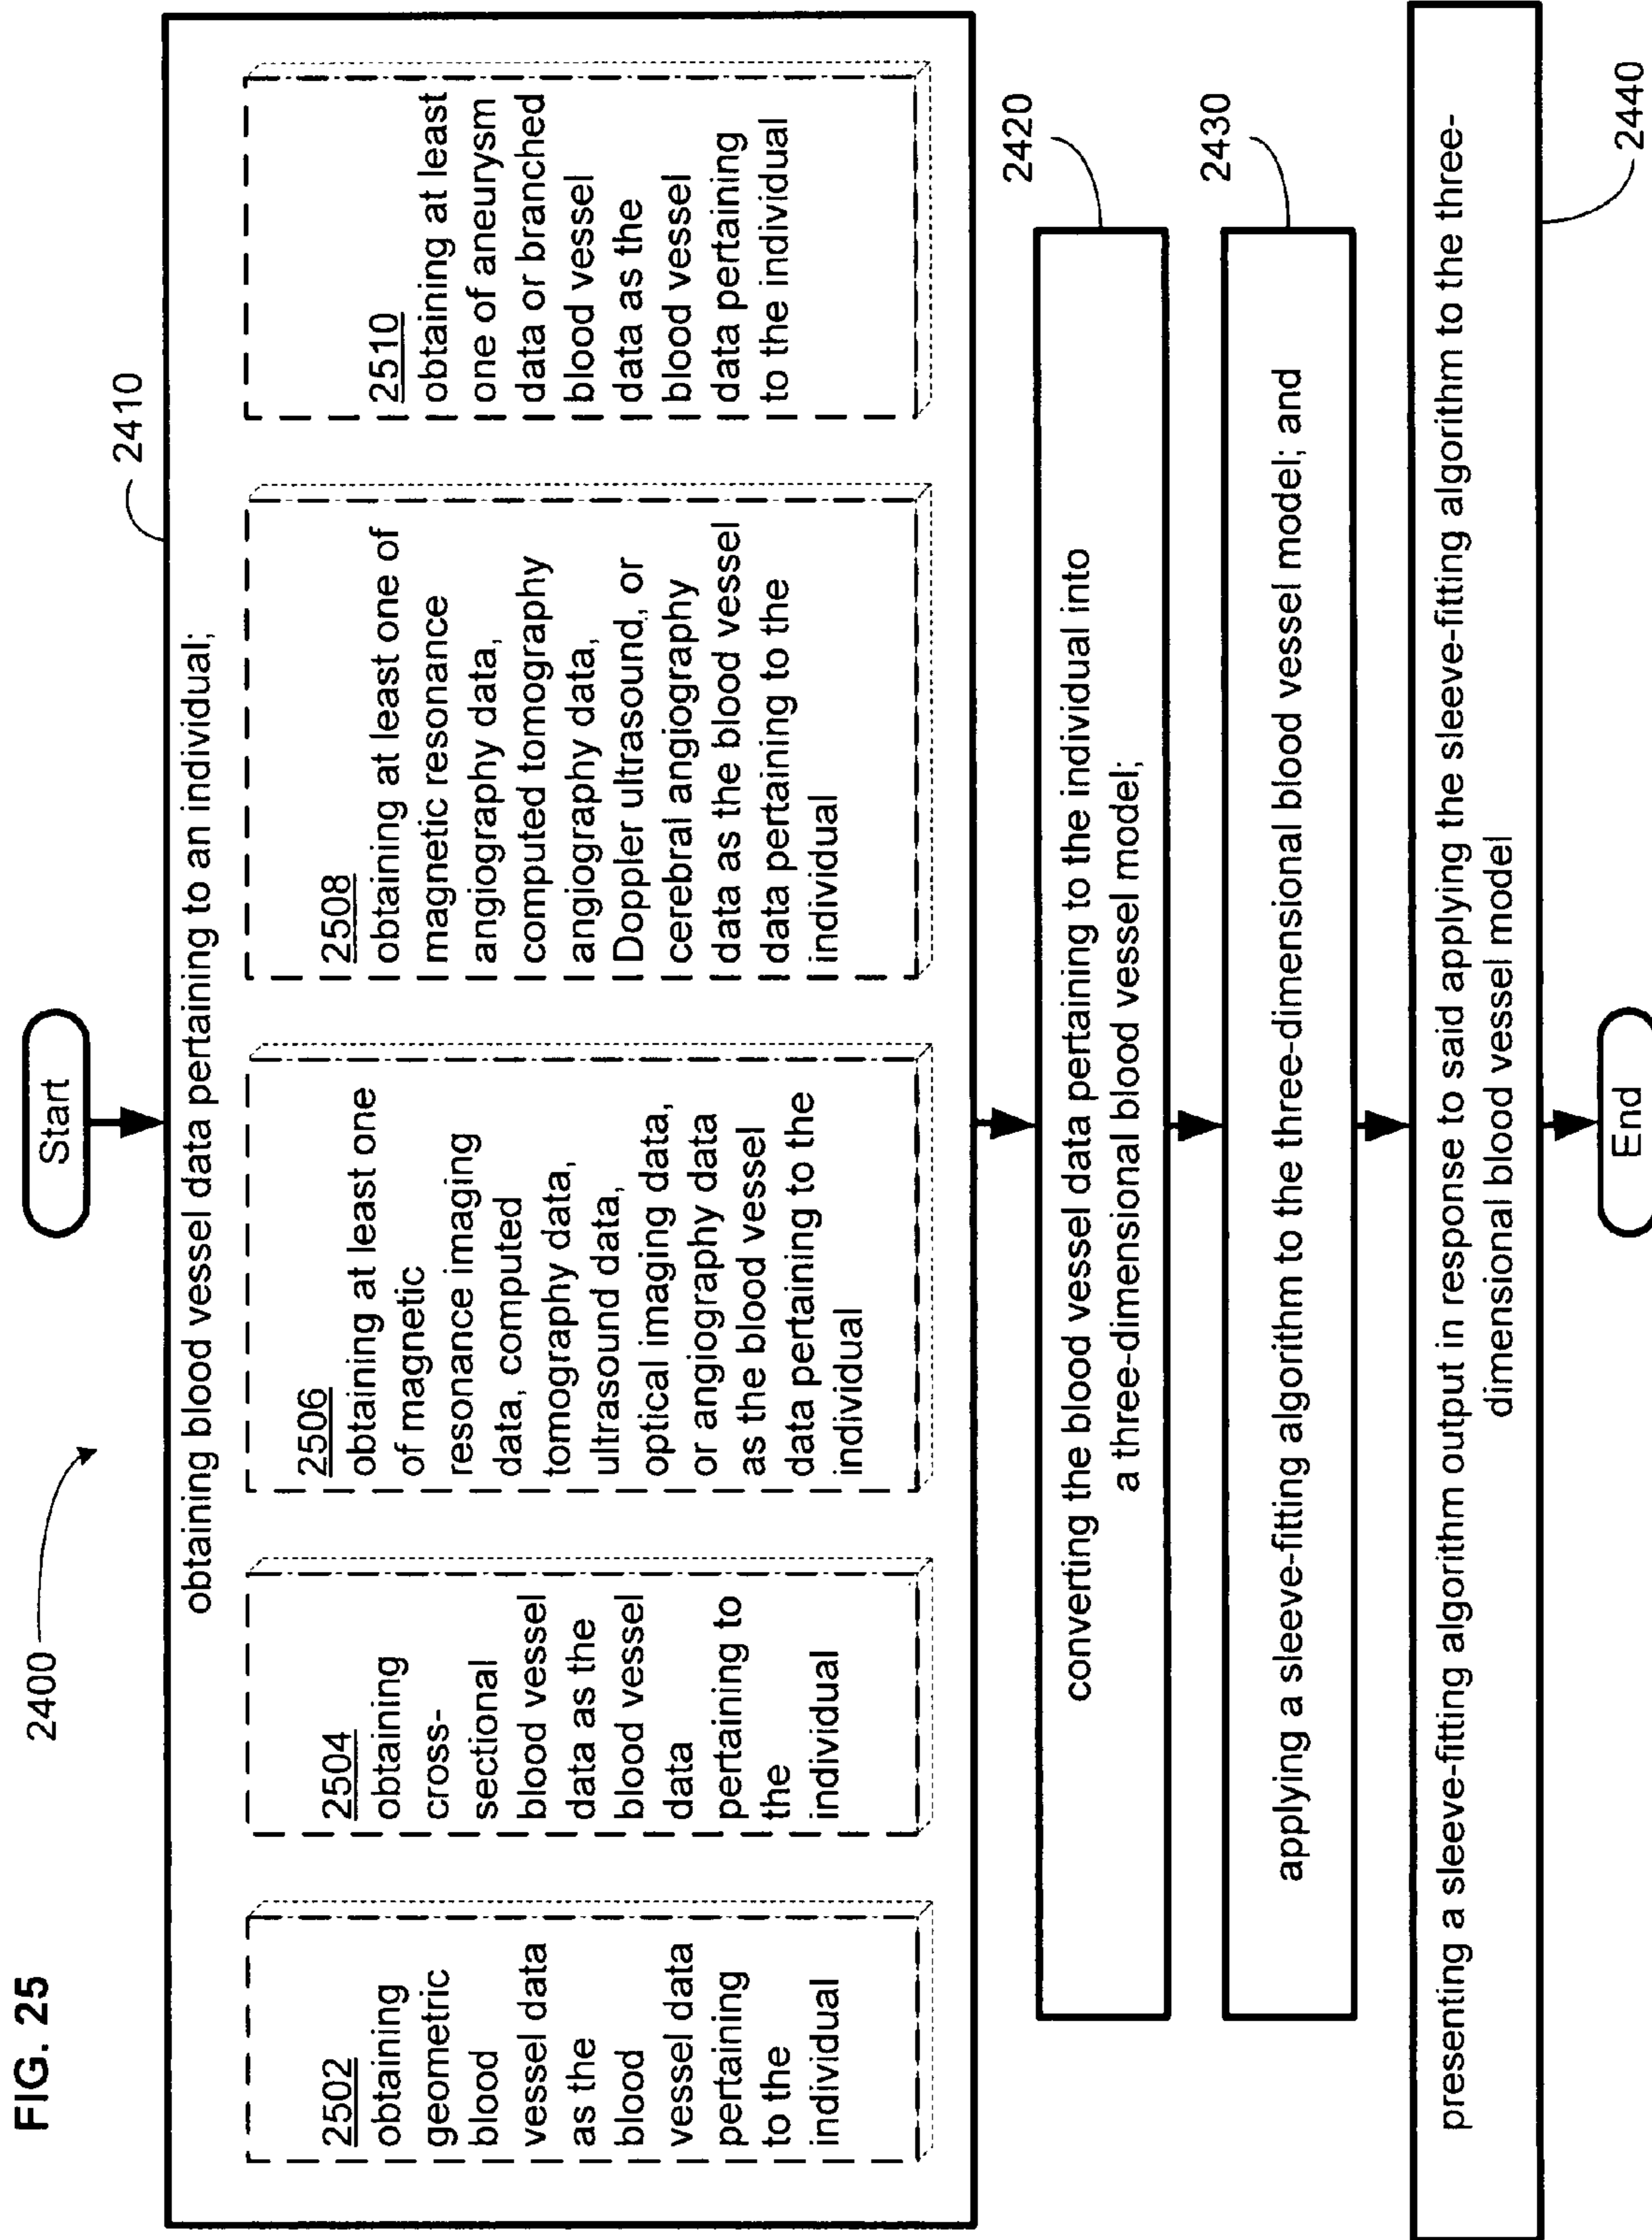 FIG. 25
2400
Start
2410
obtaining blood vessel data pertaining to an individual;
2502
obtaining
geometric
blood
vessel data
as the
blood
vessel data
pertaining
to the
individual
2504
obtaining
cross-
sectional
blood vessel
data as the
blood vessel
data
pertaining to
the
individual
2506
obtaining at least one
of magnetic
resonance imaging
data, computed
tomography data,
ultrasound data,
optical imaging data,
or angiography data
as the blood vessel
data pertaining to the
individual
2508
obtaining at least one of
magnetic resonance
angiography data,
computed tomography
angiography data,
Doppler ultrasound, or
cerebral angiography
data as the blood vessel
data pertaining to the
individual
2510
obtaining at least
one of aneurysm
data or branched
blood vessel
data as the
blood vessel
data pertaining
to the individual
2420
converting the blood vessel data pertaining to the individual into
a three-dimensional blood vessel model;
2430
applying a sleeve-fitting algorithm to the three-dimensional blood vessel model; and
presenting a sleeve-fitting algorithm output in response to said applying the sleeve-fitting algorithm to the three-
dimensional blood vessel model
2440
End